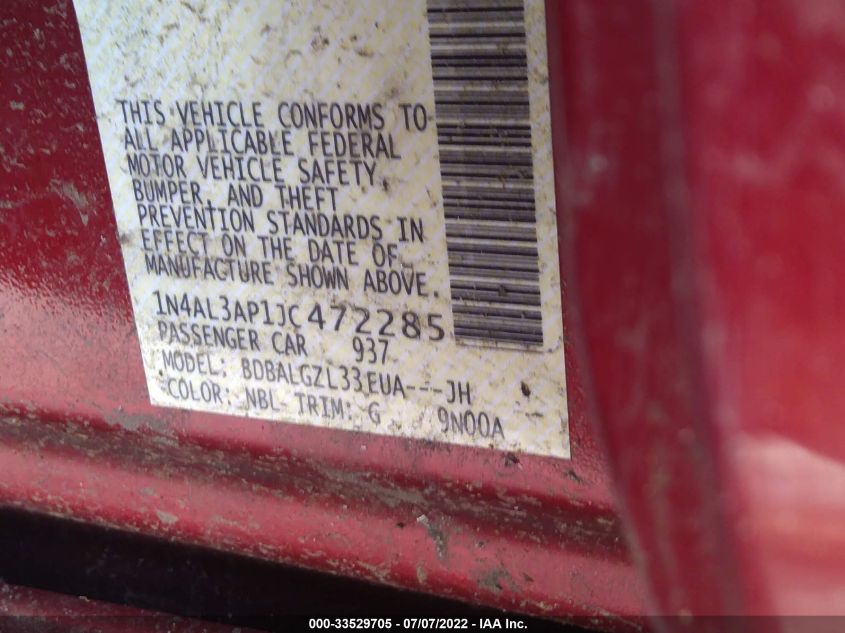 THIS VEHICLE CONFORMS TO
ALL APPLICABLE FEDERAL
MOTOR VEHICLE SAFETY,
BUMPER, AND THEFT
PREVENTION STANDARDS IN
EFFECT ON THE DATE OF
MANUFACTURE SHOWN ABOVE.
1N4AL3AP1JC472285
PASSENGER CAR 937
MODEL: BDBALGZL33EUA---JH
COLOR: NBL TRIM: G 9N00A
000-33529705 - 07/07/2022 - IAA Inc.